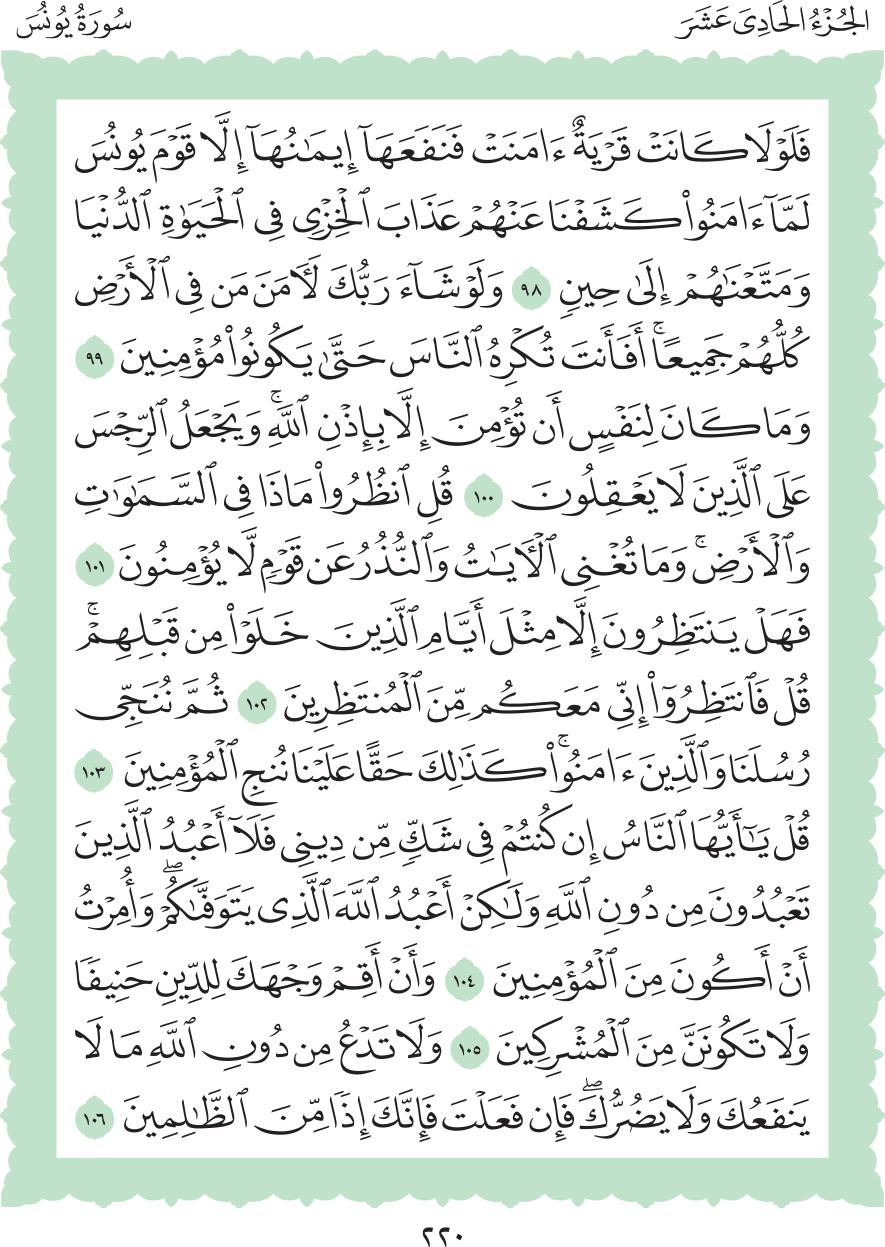 الجُزْءُ الحَادِىَ عَشَرَ
سُورَةُ يُونُسَ
فَلَوۡلَا كَانَتۡ قَرۡيَةٌ ءَامَنَتۡ فَنَفَعَهَآ إِيمَٰنُهَآ إِلَّا قَوۡمَ يُونُسَ
لَمَّآ ءَامَنُواْ كَشَفۡنَا عَنۡهُمۡ عَذَابَ ٱلۡخِزۡيِ فِي ٱلۡحَيَوٰةِ ٱلدُّنۡيَا
وَمَتَّعۡنَٰهُمۡ إِلَىٰ حِينٖ ٩٨ وَلَوۡ شَآءَ رَبُّكَ لَأٓمَنَ مَن فِي ٱلۡأَرۡضِ
كُلُّهُمۡ جَمِيعًاۚ أَفَأَنتَ تُكۡرِهُ ٱلنَّاسَ حَتَّىٰ يَكُونُواْ مُؤۡمِنِينَ ٩٩
وَمَا كَانَ لِنَفۡسٍ أَن تُؤۡمِنَ إِلَّا بِإِذۡنِ ٱللَّهِۚ وَيَجۡعَلُ ٱلرِّجۡسَ
عَلَى ٱلَّذِينَ لَا يَعۡقِلُونَ ١٠٠ قُلِ ٱنظُرُواْ مَاذَا فِي ٱلسَّمَٰوَٰتِ
وَٱلۡأَرۡضِۚ وَمَا تُغۡنِي ٱلۡأٓيَٰتُ وَٱلنُّذُرُ عَن قَوۡمٖ لَّا يُؤۡمِنُونَ ١٠١
فَهَلۡ يَنتَظِرُونَ إِلَّا مِثۡلَ أَيَّامِ ٱلَّذِينَ خَلَوۡاْ مِن قَبۡلِهِمۡۚ
قُلۡ فَٱنتَظِرُوٓاْ إِنِّي مَعَكُم مِّنَ ٱلۡمُنتَظِرِينَ ١٠٢ ثُمَّ نُنَجِّي
رُسُلَنَا وَٱلَّذِينَ ءَامَنُواْۚ كَذَٰلِكَ حَقًّا عَلَيۡنَا نُنجِ ٱلۡمُؤۡمِنِينَ ١٠٣
قُلۡ يَٰٓأَيُّهَا ٱلنَّاسُ إِن كُنتُمۡ فِي شَكّٖ مِّن دِينِي فَلَآ أَعۡبُدُ ٱلَّذِينَ
تَعۡبُدُونَ مِن دُونِ ٱللَّهِ وَلَٰكِنۡ أَعۡبُدُ ٱللَّهَ ٱلَّذِي يَتَوَفَّىٰكُمۡۖ وَأُمِرۡتُ
أَنۡ أَكُونَ مِنَ ٱلۡمُؤۡمِنِينَ ١٠٤ وَأَنۡ أَقِمۡ وَجۡهَكَ لِلدِّينِ حَنِيفٗا
وَلَا تَكُونَنَّ مِنَ ٱلۡمُشۡرِكِينَ ١٠٥ وَلَا تَدۡعُ مِن دُونِ ٱللَّهِ مَا لَا
يَنفَعُكَ وَلَا يَضُرُّكَۖ فَإِن فَعَلۡتَ فَإِنَّكَ إِذٗا مِّنَ ٱلظَّٰلِمِينَ ١٠٦
٢٢٠